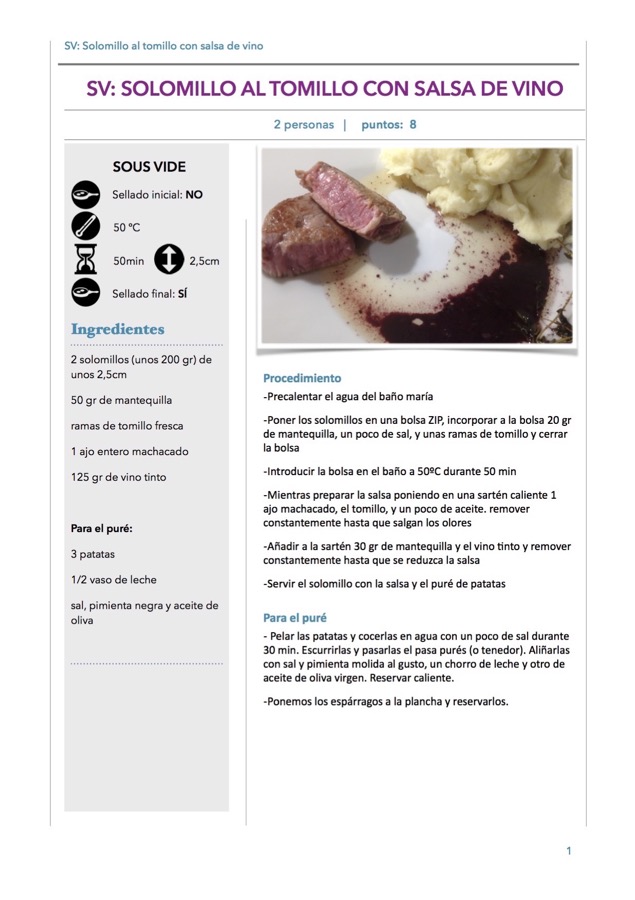 SV: Solomillo al tomillo con salsa de vino
SV: SOLOMILLO AL TOMILLO CON SALSA DE VINO
2 personas | puntos: 8
SOUS VIDE
Sellado inicial: NO
50 ºC
50min 2,5cm
Sellado final: SÍ
Ingredientes
2 solomillos (unos 200 gr) de
unos 2,5cm
50 gr de mantequilla
ramas de tomillo fresca
1 ajo entero machacado
125 gr de vino tinto
Para el puré:
3 patatas
1/2 vaso de leche
sal, pimienta negra y aceite de
oliva
Procedimiento
-Precalentar el agua del baño maría
-Poner los solomillos en una bolsa ZIP, incorporar a la bolsa 20 gr
de mantequilla, un poco de sal, y unas ramas de tomillo y cerrar
la bolsa
-Introducir la bolsa en el baño a 50ºC durante 50 min
-Mientras preparar la salsa poniendo en una sartén caliente 1
ajo machacado, el tomillo, y un poco de aceite. remover
constantemente hasta que salgan los olores
-Añadir a la sartén 30 gr de mantequilla y el vino tinto y remover
constantemente hasta que se reduzca la salsa
-Servir el solomillo con la salsa y el puré de patatas
Para el puré
- Pelar las patatas y cocerlas en agua con un poco de sal durante
30 min. Escurrirlas y pasarlas el pasa purés (o tenedor). Aliñarlas
con sal y pimienta molida al gusto, un chorro de leche y otro de
aceite de oliva virgen. Reservar caliente.
-Ponemos los espárragos a la plancha y reservarlos.
1